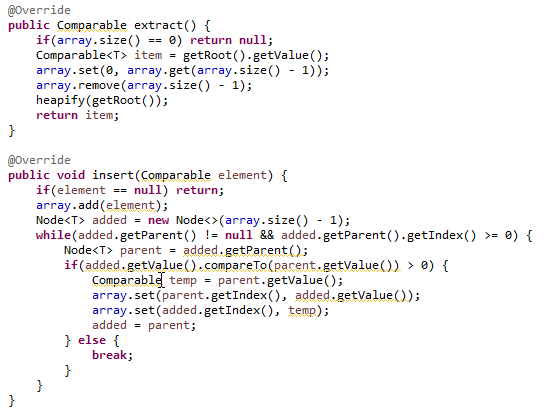 @Override
public Comparable extract() {
    if(array.size() == 0) return null;
    Comparable<T> item = getRoot().getValue();
    array.set(0, array.get(array.size() - 1));
    array.remove(array.size() - 1);
    heapify(getRoot());
    return item;
}

@Override
public void insert(Comparable element) {
    if(element == null) return;
    array.add(element);
    Node<T> added = new Node<>(array.size() - 1);
    while(added.getParent() != null && added.getParent().getIndex() >= 0) {
        Node<T> parent = added.getParent();
        if(added.getValue().compareTo(parent.getValue()) > 0) {
            Comparable temp = parent.getValue();
            array.set(parent.getIndex(), added.getValue());
            array.set(added.getIndex(), temp);
            added = parent;
        } else {
            break;
        }
    }
}